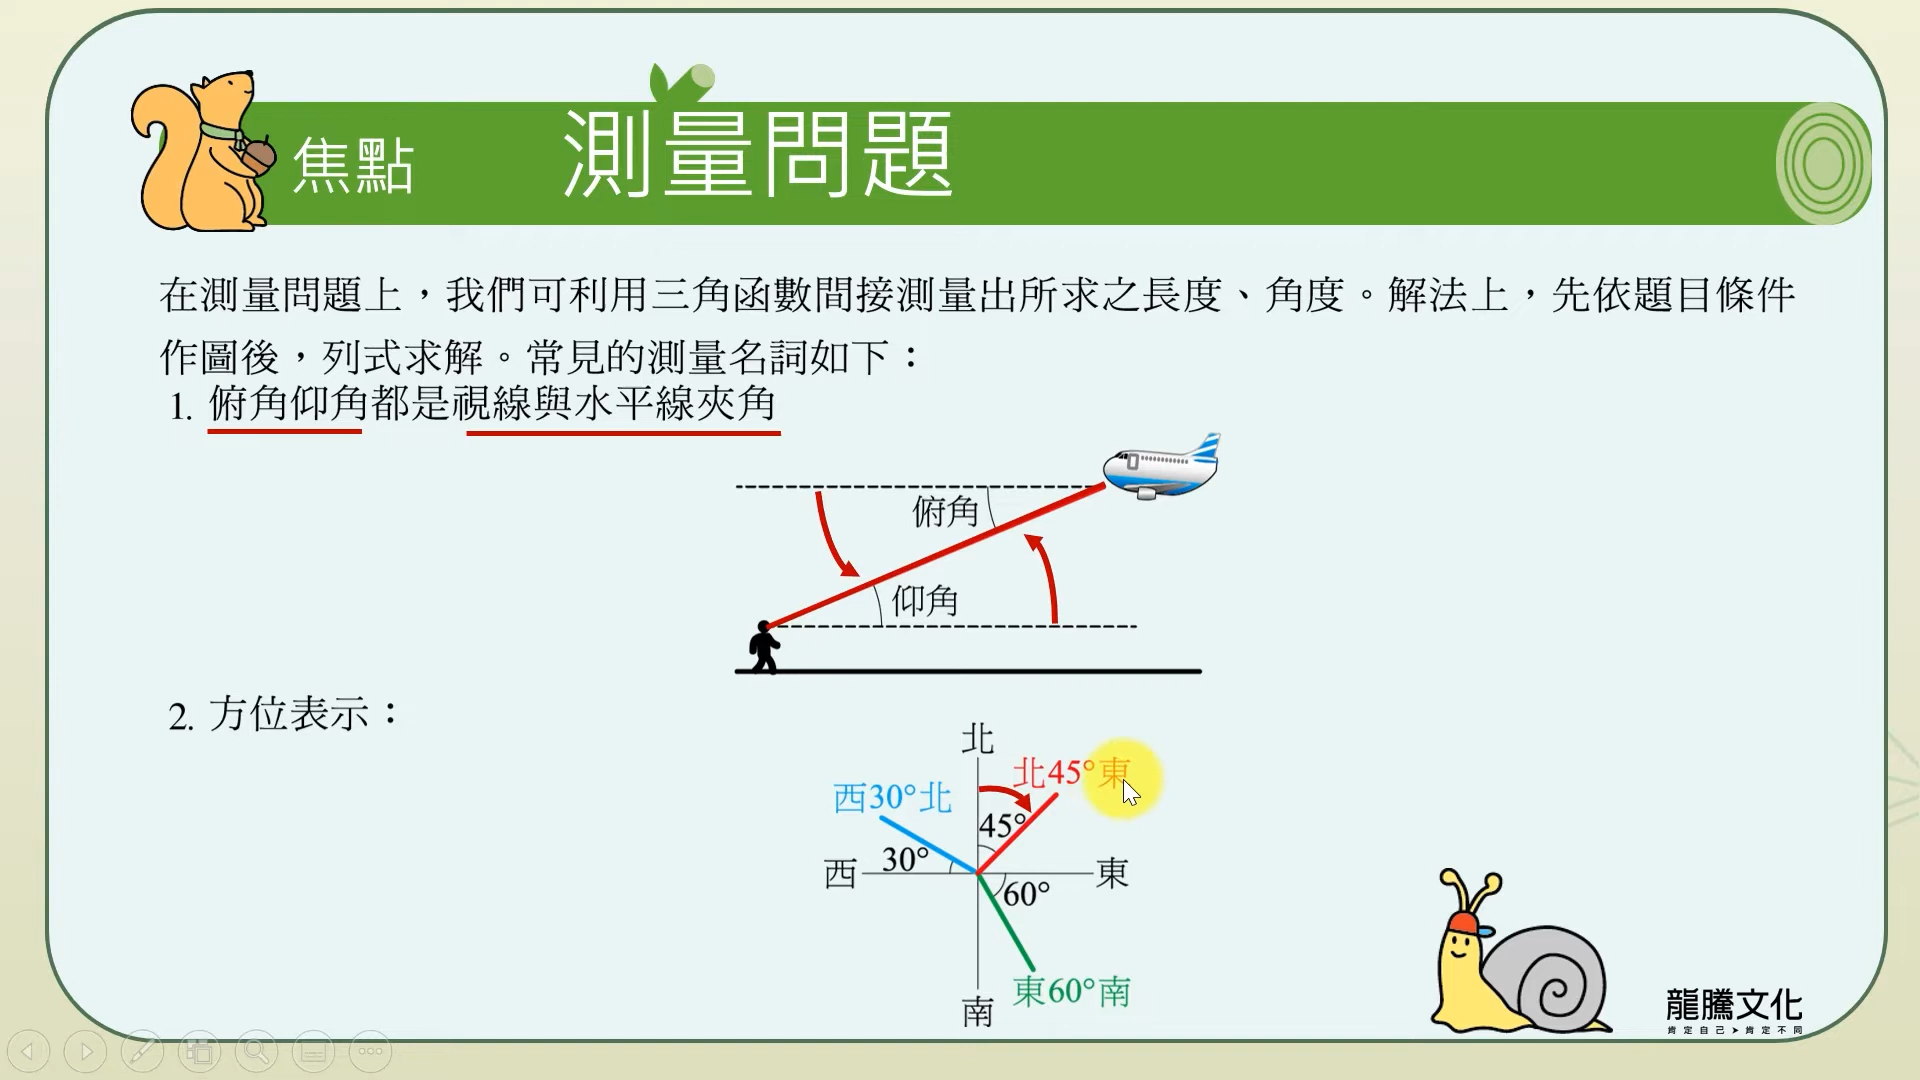 焦點 測量問題
在測量問題上，我們可利用三角函數間接測量出所求之長度、角度。解法上，先依題目條件
作圖後，列式求解。常見的測量名詞如下：
1. 俯角仰角都是視線與水平線夾角
俯角
仰角
2. 方位表示：
北
北45°東
西30°北
45°
30°
西
東
60°
東60°南
南
龍騰文化
肯定自己➤肯定不同